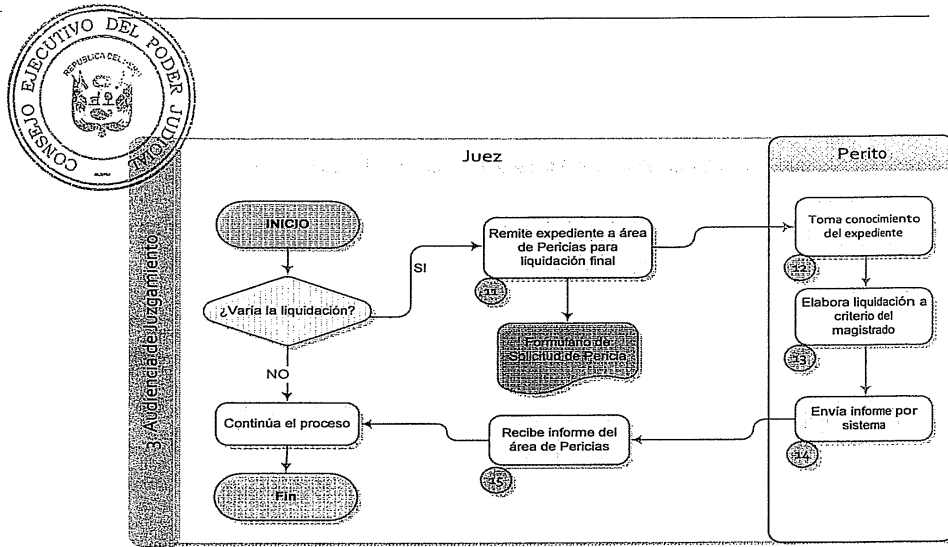 CONSEJO EJECUTIVO DEL PODER JUDICIAL
REPUBLICA DEL PERU
3. Audiencia de Juzgamiento
Juez
Perito
INICIO
¿Varía la liquidación?
SI
NO
Remite expediente a área
de Pericias para
liquidación final
11
Formulario de
Solicitud de Pericia
Toma conocimiento
del expediente
12
Elabora liquidación a
criterio del
magistrado
13
Envía informe por
sistema
14
Recibe informe del
área de Pericias
15
Continúa el proceso
Fin